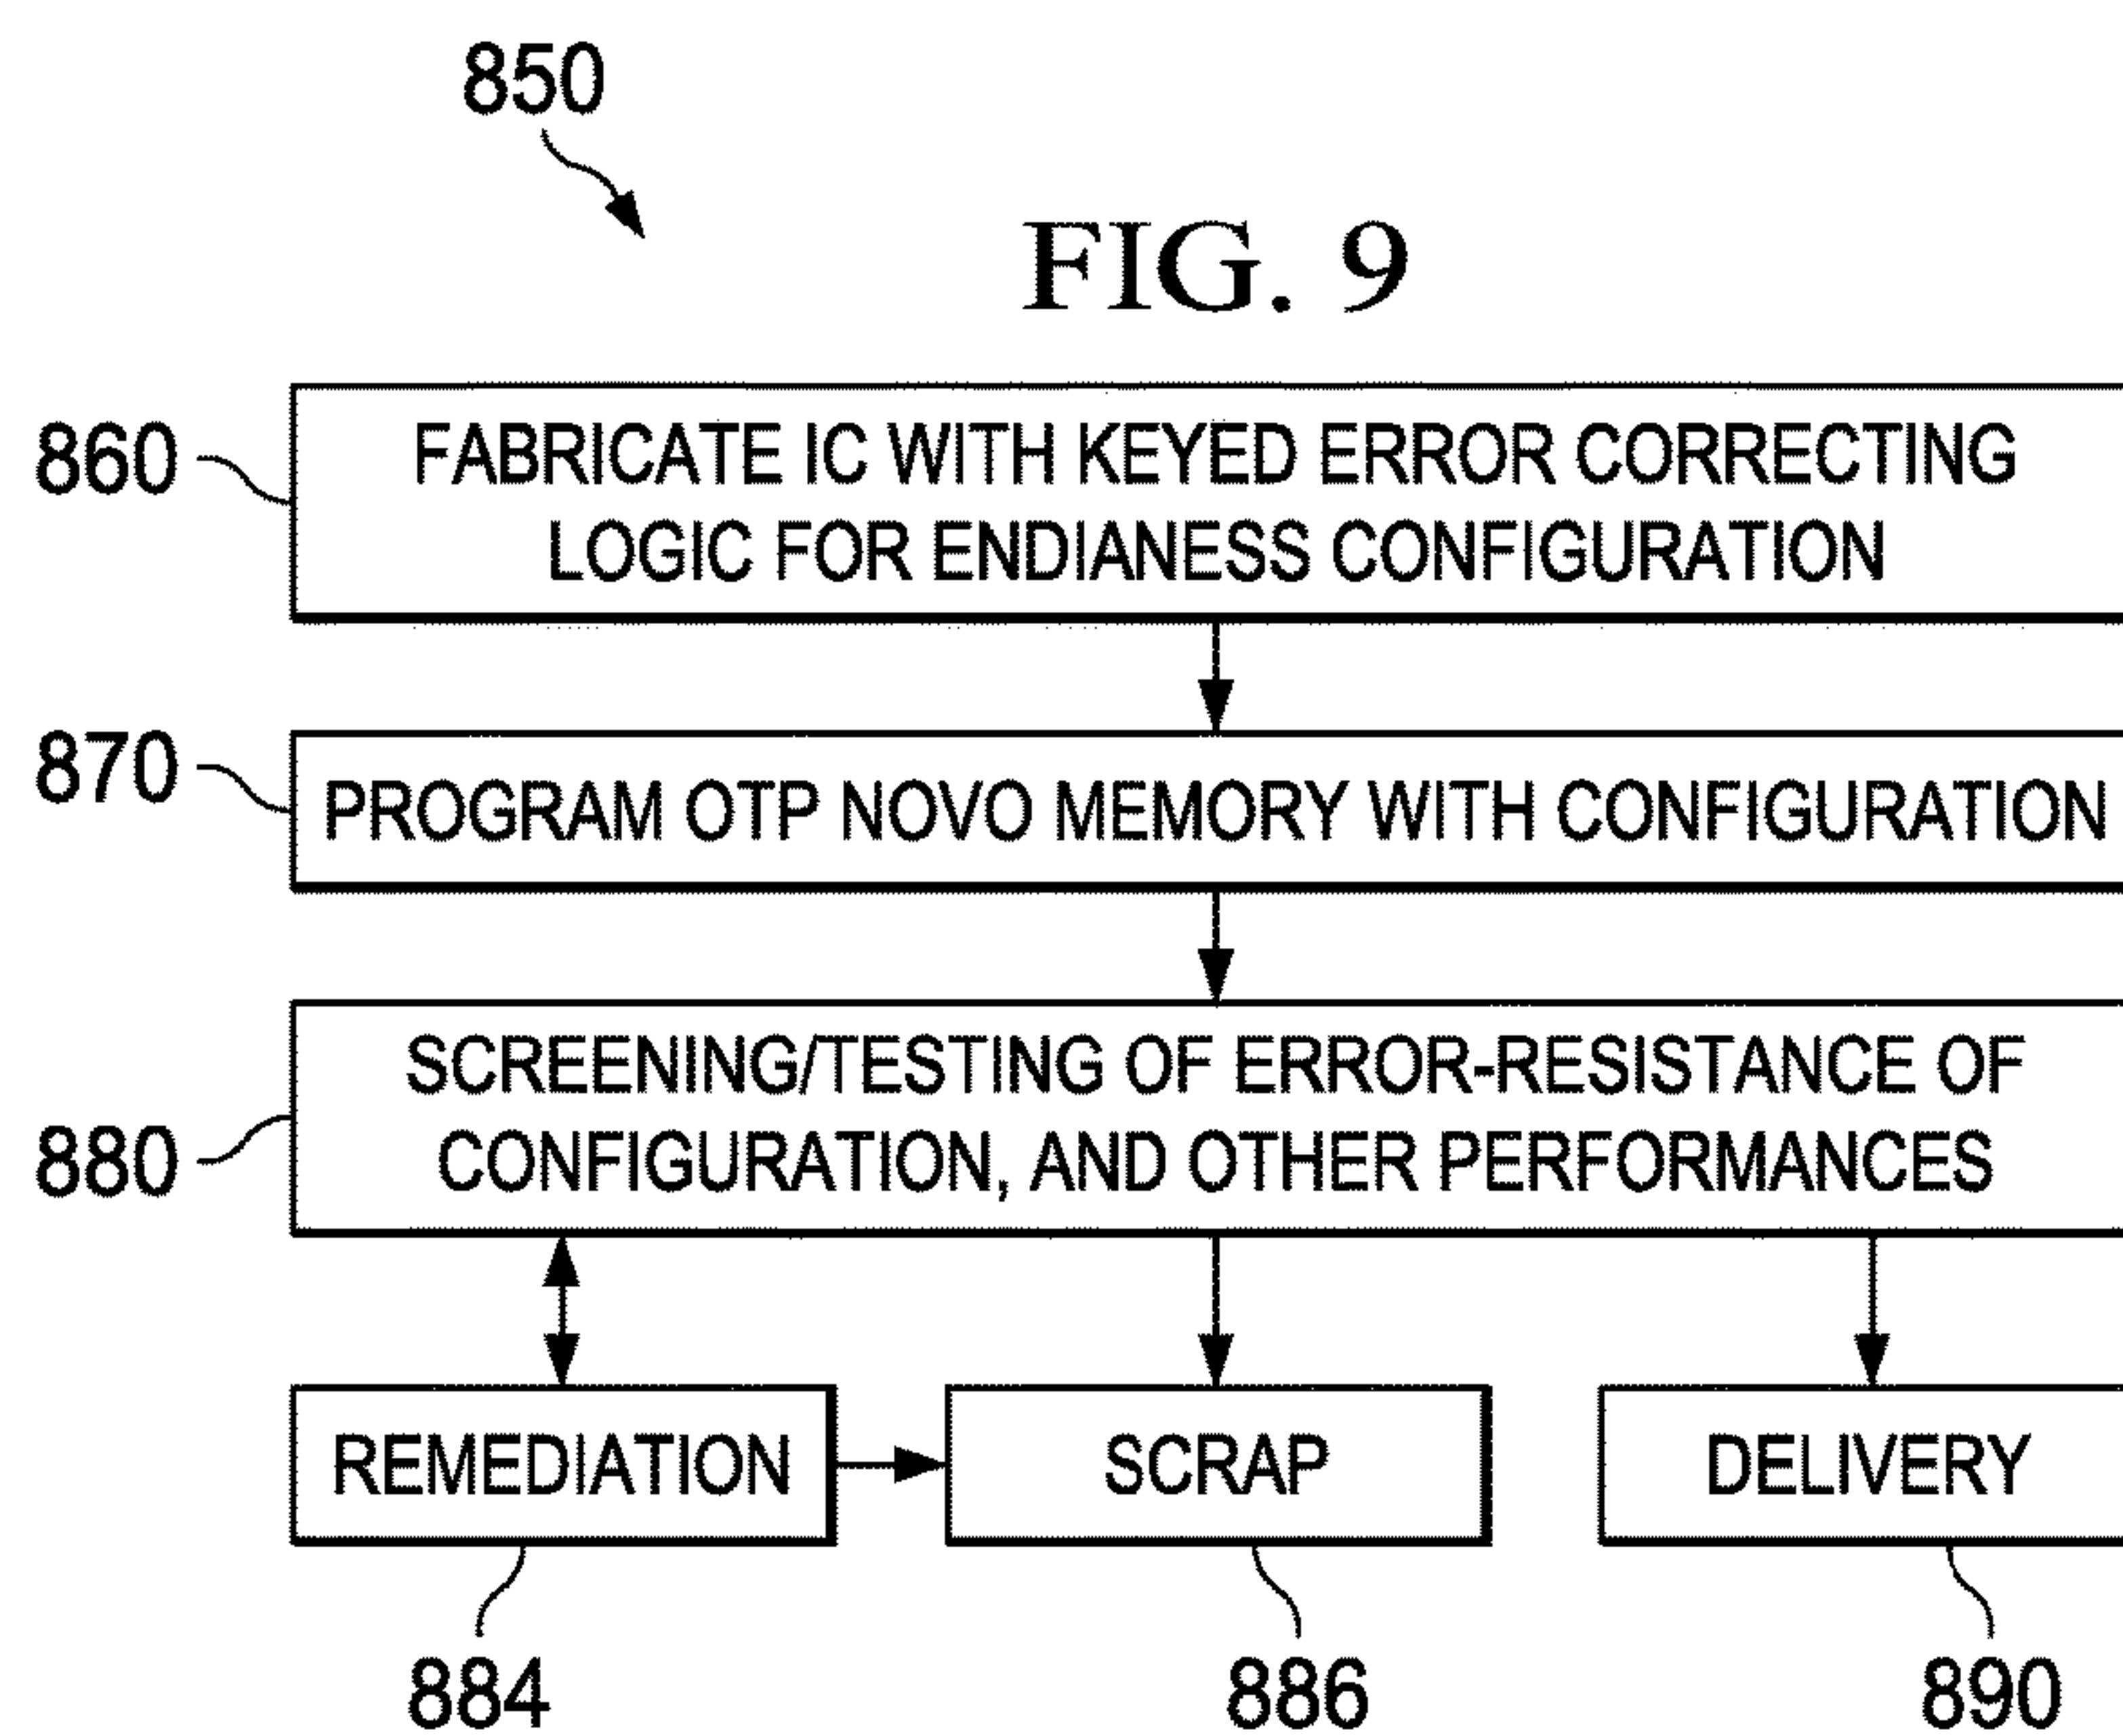 850
FIG. 9
860
FABRICATE IC WITH KEYED ERROR CORRECTING
LOGIC FOR ENDIANESS CONFIGURATION
870
PROGRAM OTP NOVO MEMORY WITH CONFIGURATION
880
SCREENING/TESTING OF ERROR-RESISTANCE OF
CONFIGURATION, AND OTHER PERFORMANCES
REMEDIATION
SCRAP
DELIVERY
884
886
890